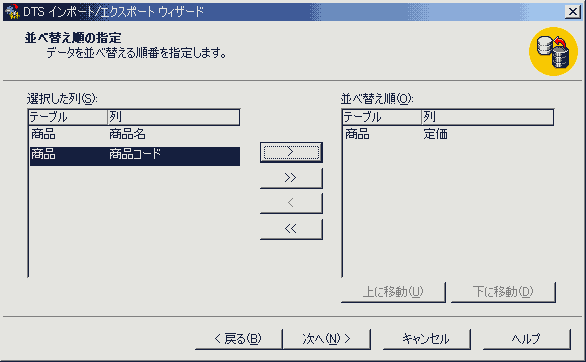 DTS インポート/エクスポート ウィザード
並べ替え順の指定
データを並べ替える順番を指定します。
選択した列(S):
テーブル 列
商品 商品名
商品 商品コード
>
>>
<
<<
並べ替え順(O):
テーブル 列
商品 定価
上に移動(U) 下に移動(D)
< 戻る(B) 次へ(N) > キャンセル ヘルプ